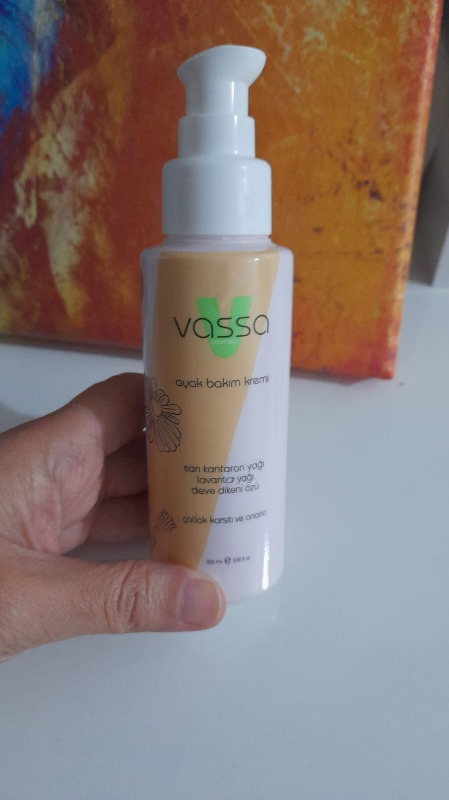 vassa
ayak bakım kremi
sarı kantaron yağı
lavanta yağı
deve dikeni özü
çatlak karşıtı ve onarıcı